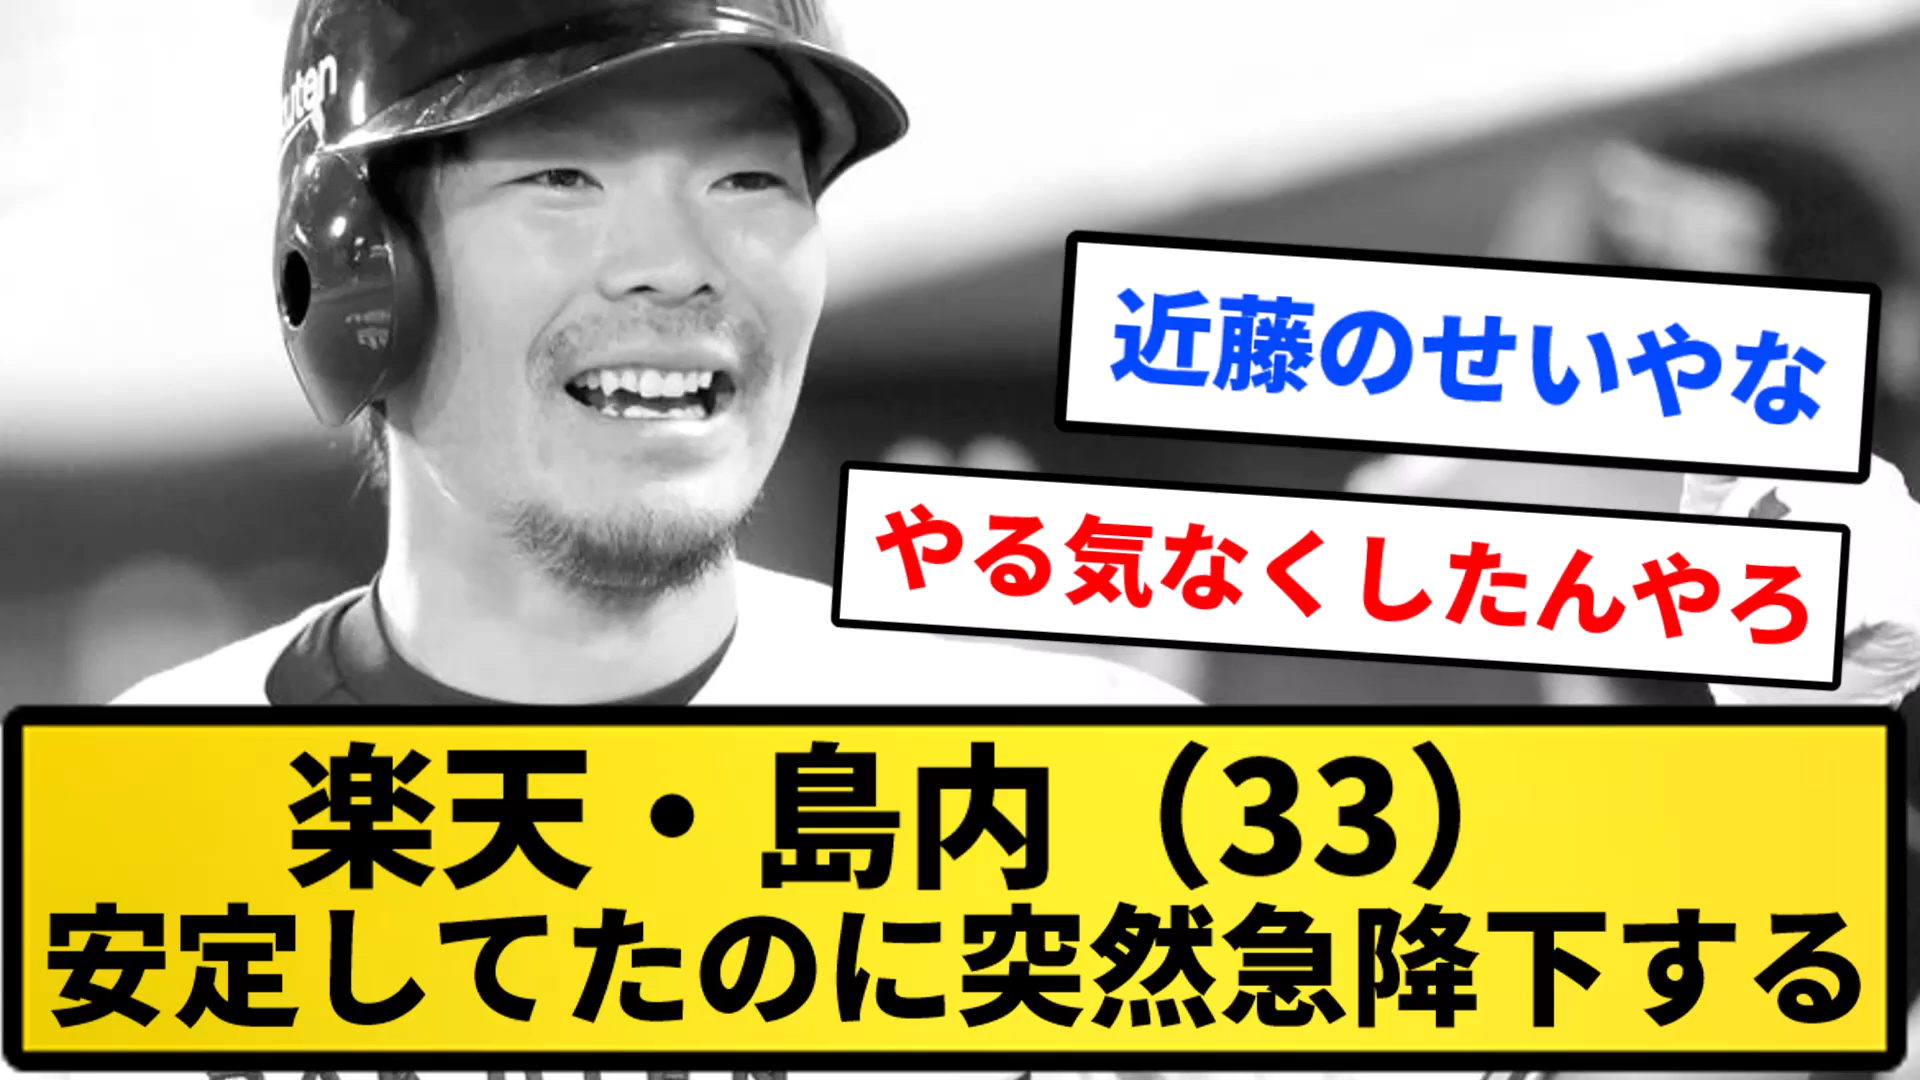 uten
近藤のせいやな
やる気なくしたんやろ
楽天・島内（33）
安定してたのに突然急降下する